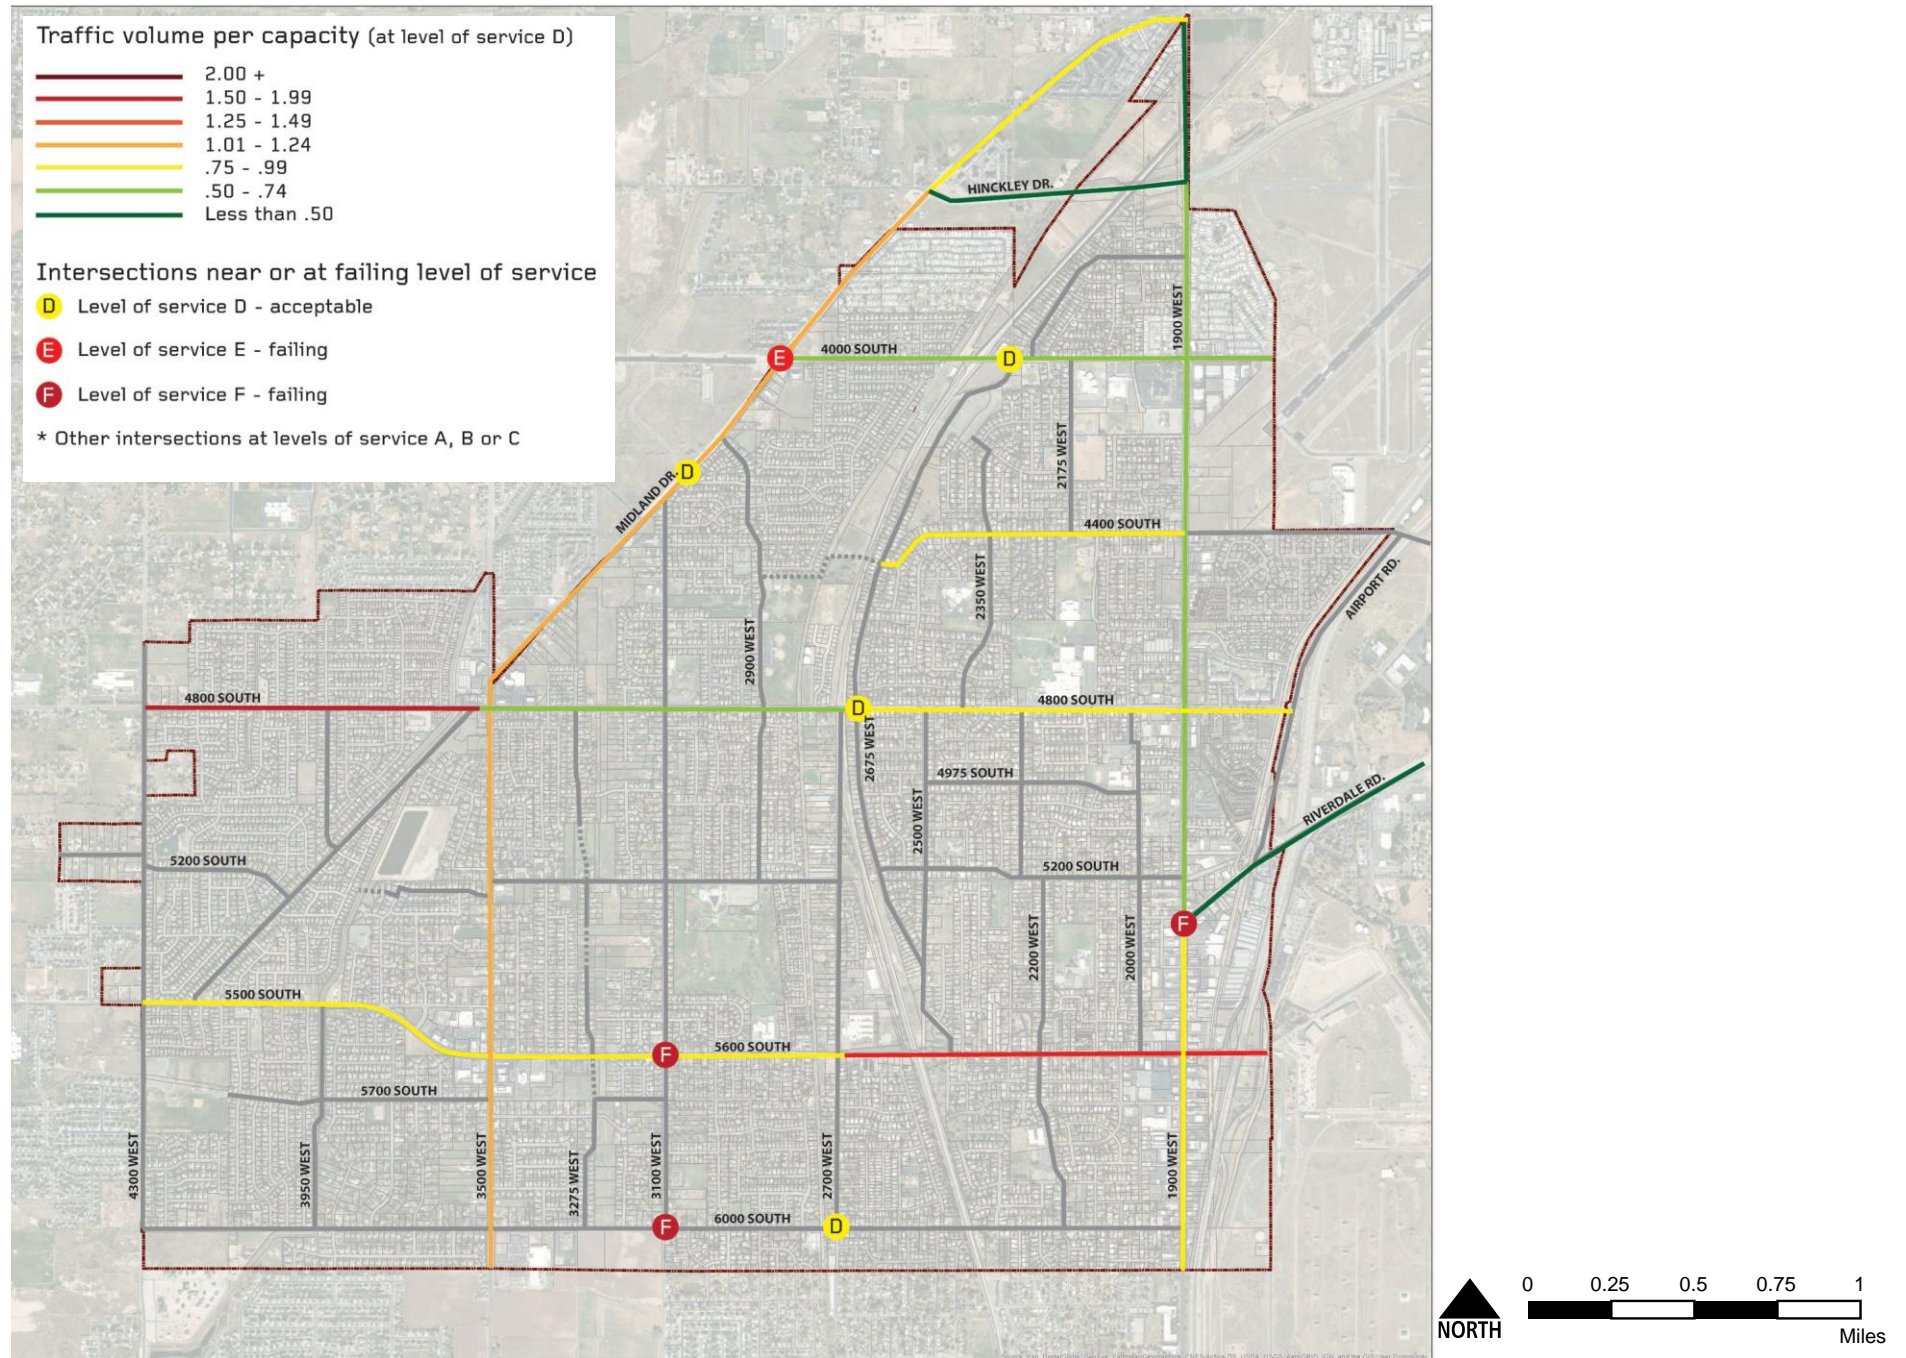 Traffic volume per capacity (at level of service D)
2.00 +
1.50 - 1.99
1.25 - 1.49
1.01 - 1.24
.75 - .99
.50 - .74
Less than .50
Intersections near or at failing level of service
D Level of service D - acceptable
E Level of service E - failing
F Level of service F - failing
* Other intersections at levels of service A, B or C
HINCKLEY DR.
1900 WEST
4000 SOUTH
E
D
2175 WEST
D
MIDLAND DR.
4400 SOUTH
2350 WEST
AIRPORT RD.
2900 WEST
4800 SOUTH
D
4800 SOUTH
2675 WEST
4975 SOUTH
RIVERDALE RD.
2500 WEST
5200 SOUTH
5200 SOUTH
F
2200 WEST
2000 WEST
5500 SOUTH
F
5600 SOUTH
5700 SOUTH
4300 WEST
3950 WEST
3500 WEST
3275 WEST
3100 WEST
2700 WEST
1900 WEST
F
6000 SOUTH
D
NORTH
0 0.25 0.5 0.75 1
Miles